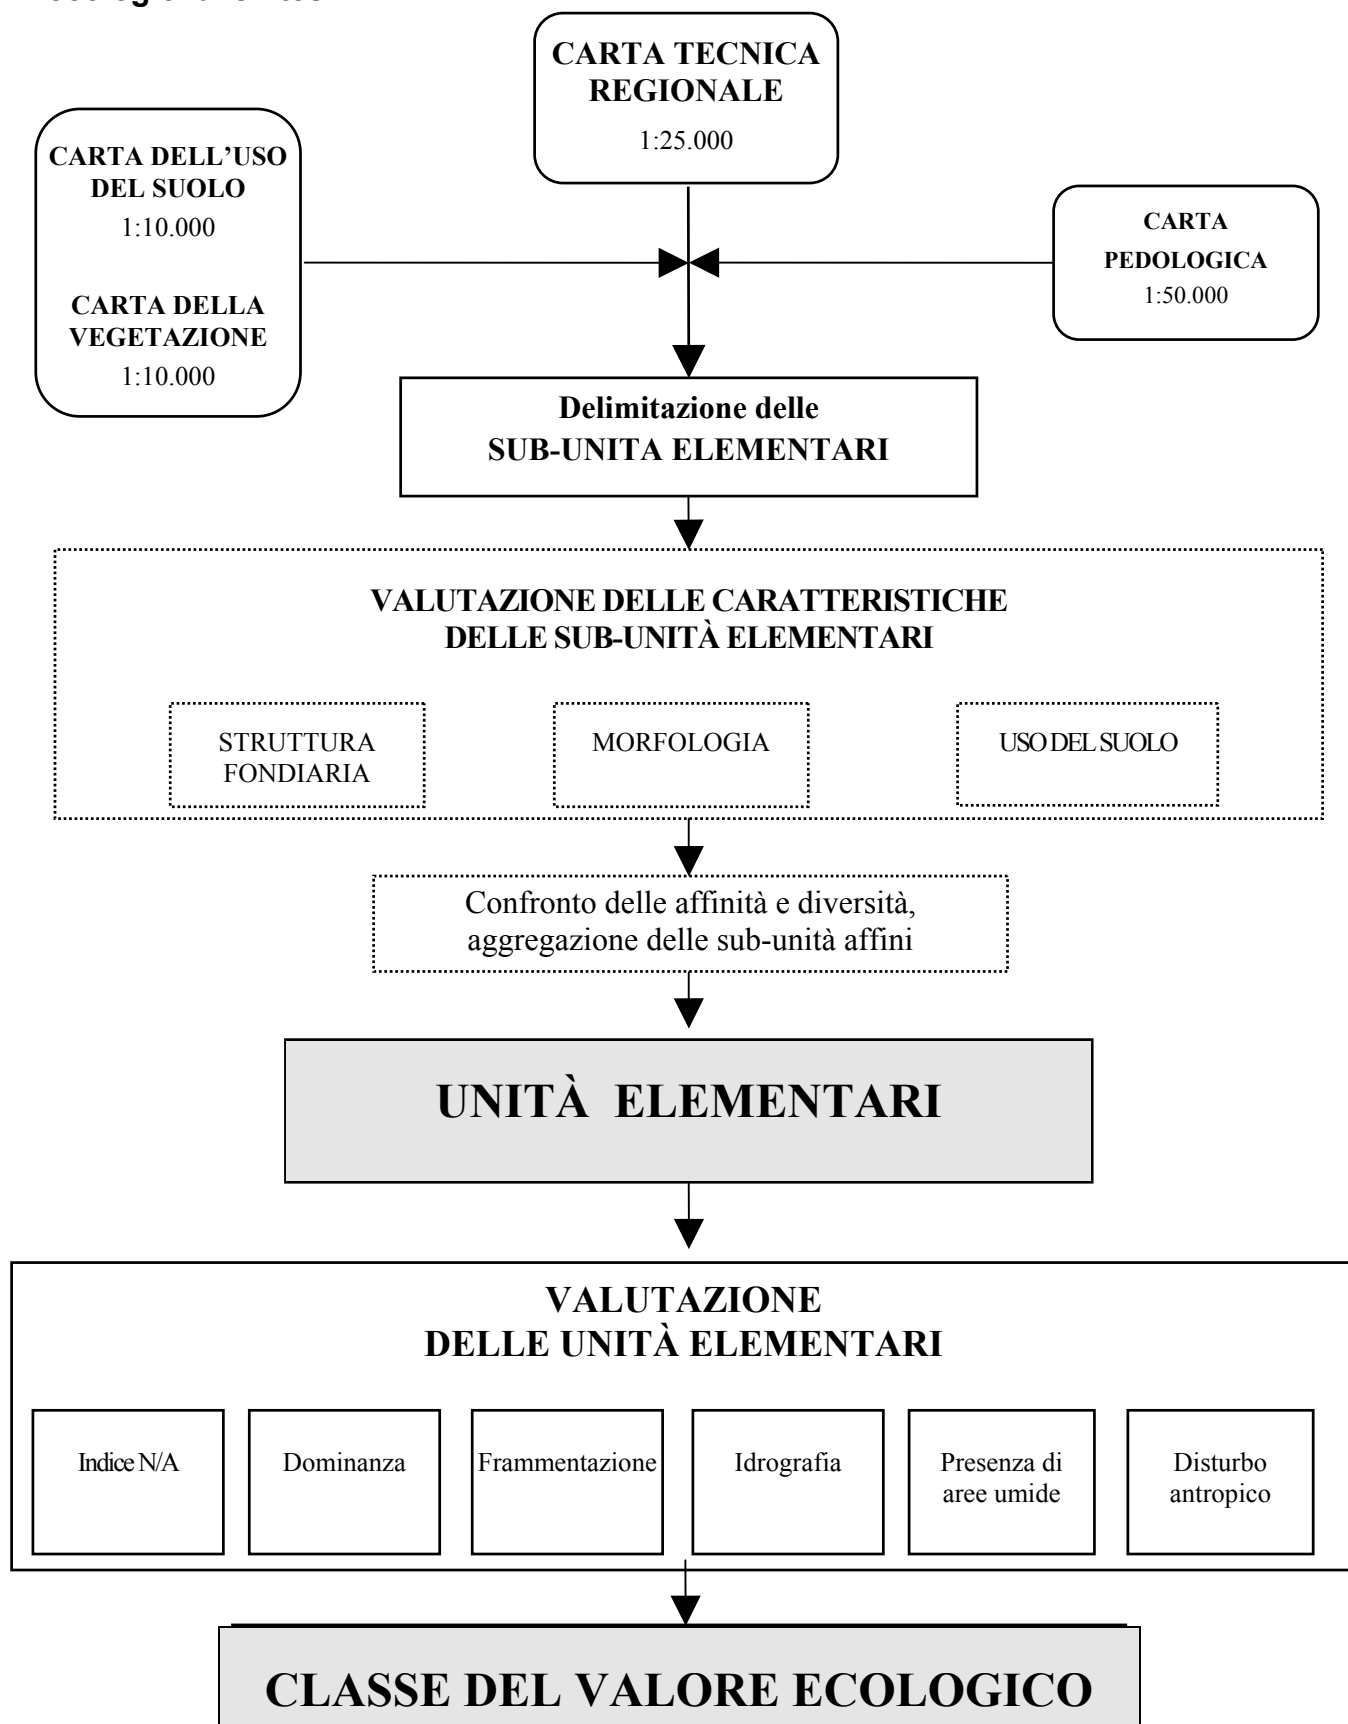 CARTA TECNICA
REGIONALE
1:25.000
CARTA DELL’USO
DEL SUOLO
1:10.000
CARTA DELLA
VEGETAZIONE
1:10.000
CARTA
PEDOLOGICA
1:50.000
Delimitazione delle
SUB-UNITA ELEMENTARI
VALUTAZIONE DELLE CARATTERISTICHE
DELLE SUB-UNITÀ ELEMENTARI
STRUTTURA
FONDIARIA
MORFOLOGIA
USO DEL SUOLO
Confronto delle affinità e diversità,
aggregazione delle sub-unità affini
UNITÀ ELEMENTARI
VALUTAZIONE
DELLE UNITÀ ELEMENTARI
Indice N/A
Dominanza
Frammentazione
Idrografia
Presenza di
aree umide
Disturbo
antropico
CLASSE DEL VALORE ECOLOGICO